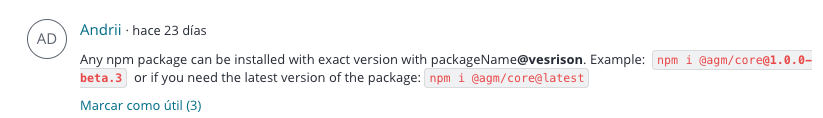 AD
Andrii · hace 23 días
Any npm package can be installed with exact version with packageName@vesrison. Example: npm i @agm/core@1.0.0-
beta.3 or if you need the latest version of the package: npm i @agm/core@latest
Marcar como útil (3)